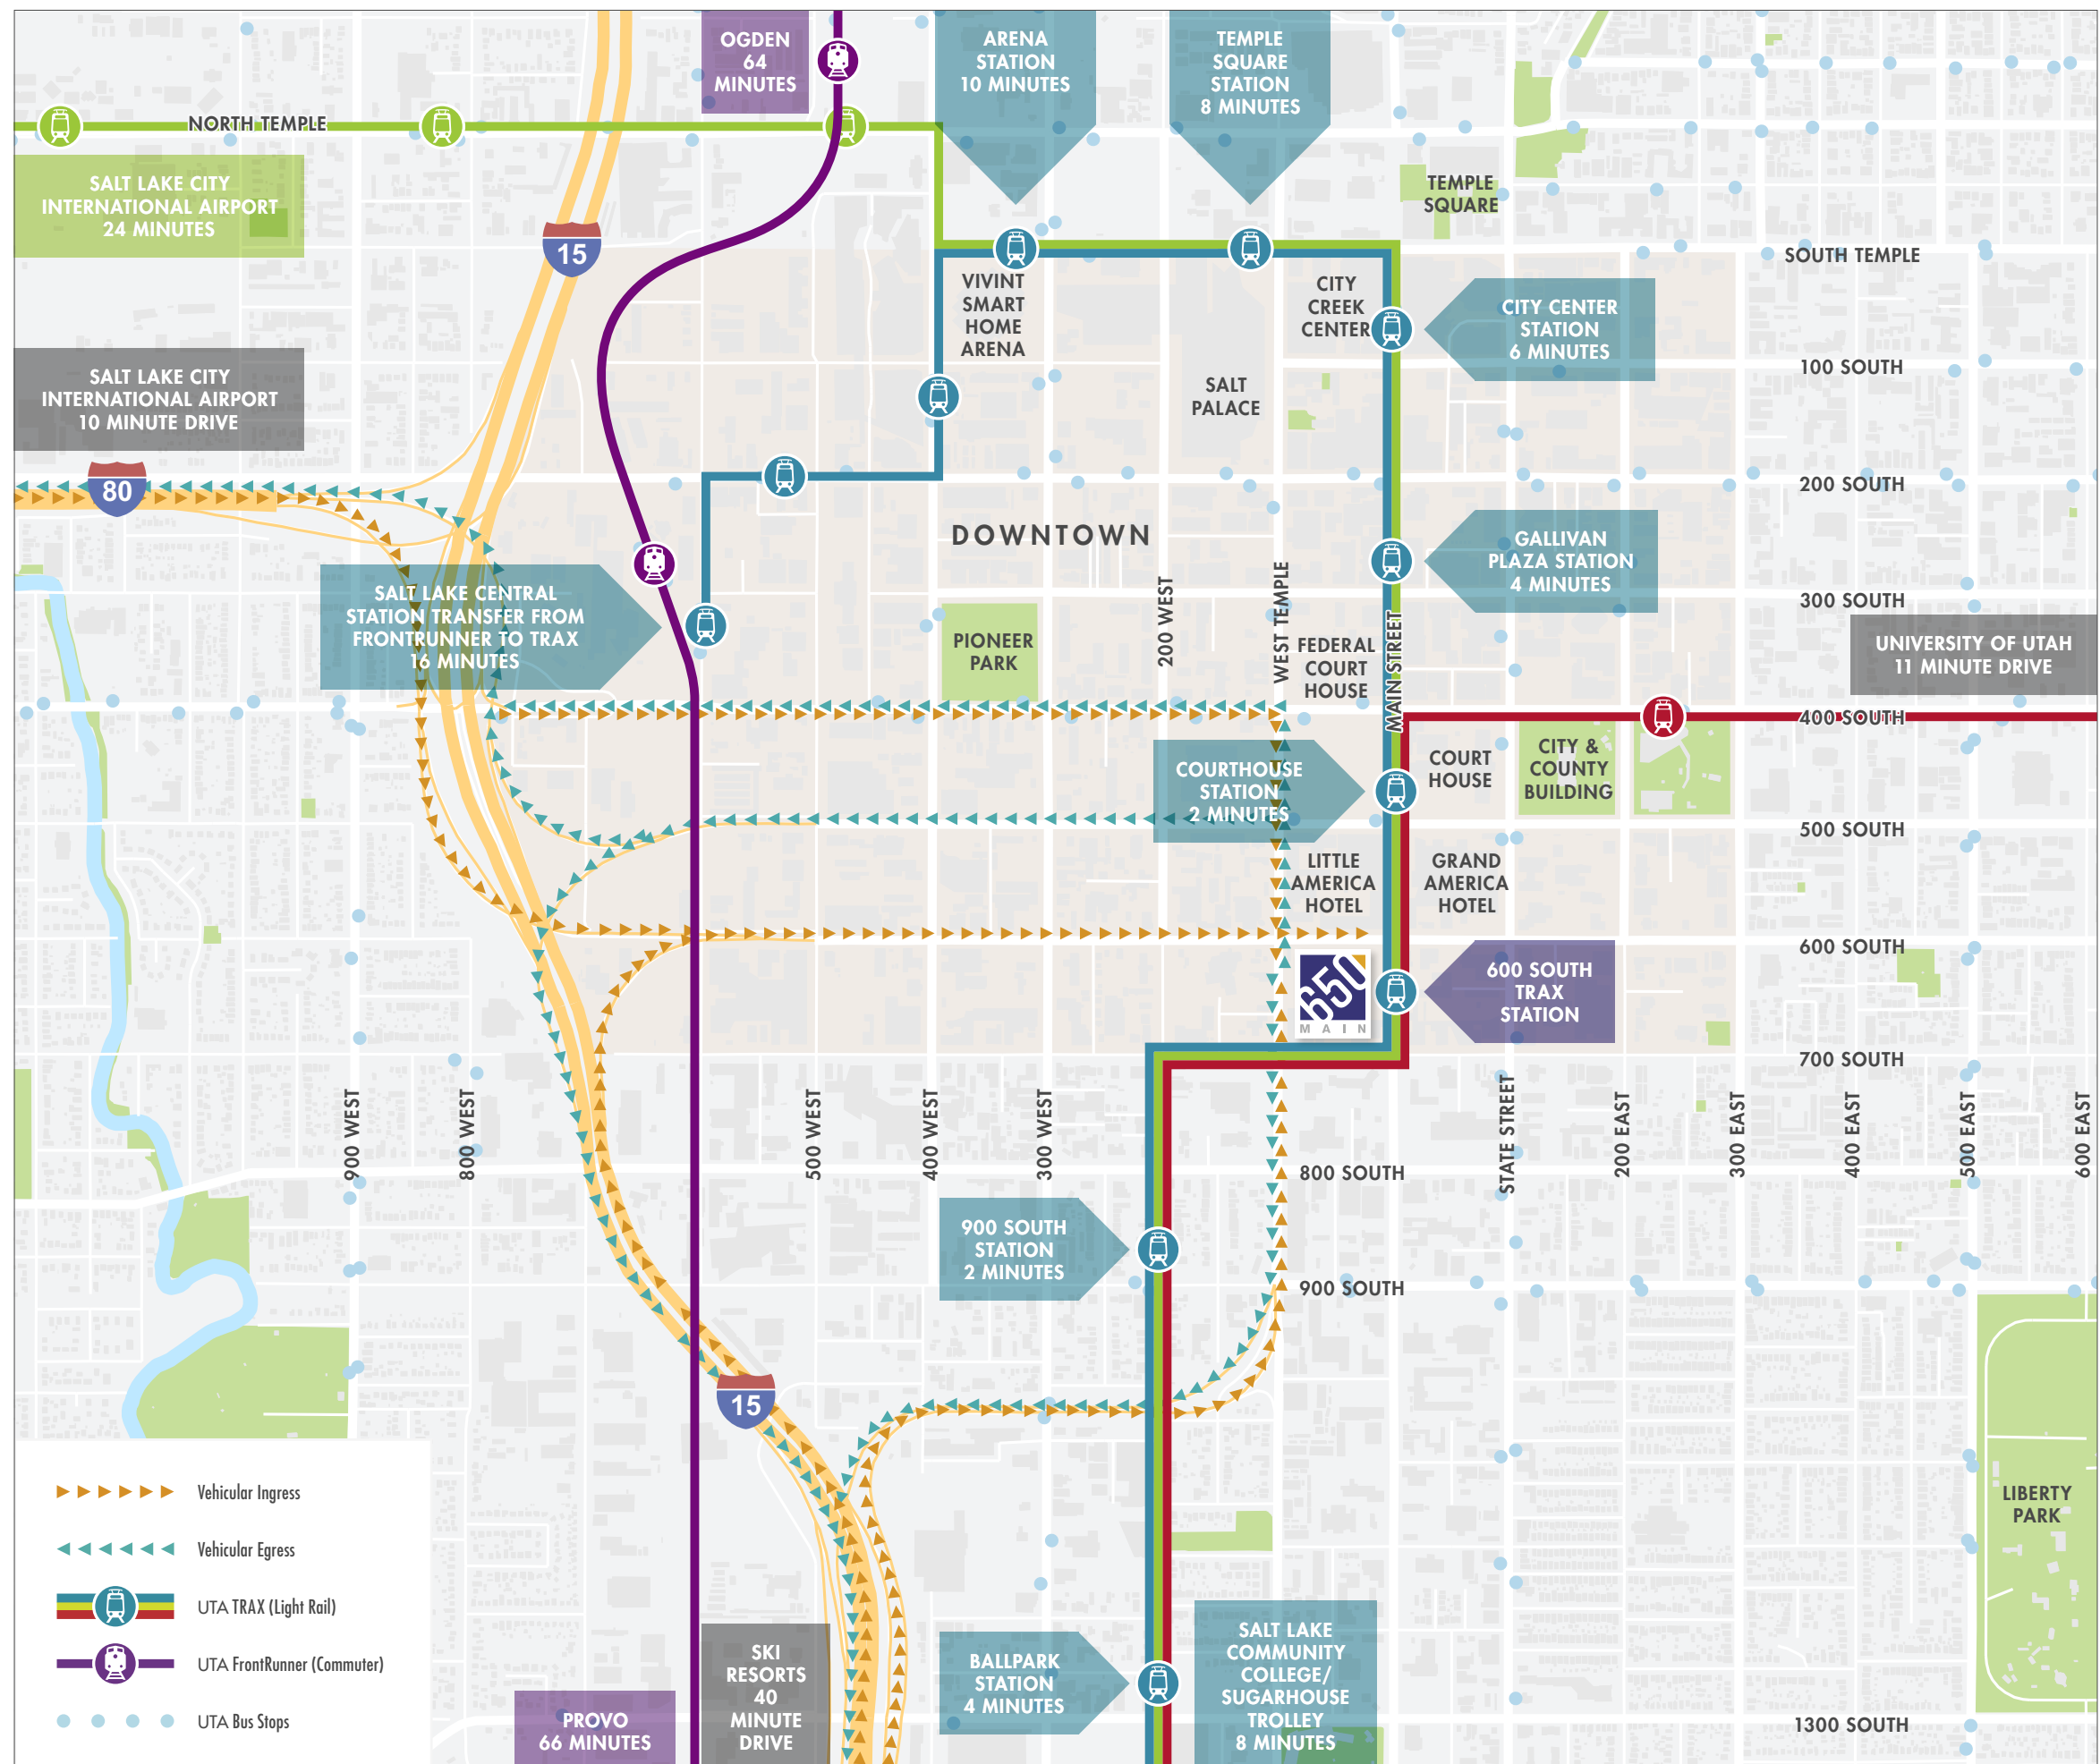 OGDEN
64
MINUTES
ARENA
STATION
10 MINUTES
TEMPLE
SQUARE
STATION
8 MINUTES
NORTH TEMPLE
SALT LAKE CITY
INTERNATIONAL AIRPORT
24 MINUTES
TEMPLE
SQUARE
15
SOUTH TEMPLE
VIVINT
SMART
HOME
ARENA
CITY
CREEK
CENTER
CITY CENTER
STATION
6 MINUTES
100 SOUTH
SALT LAKE CITY
INTERNATIONAL AIRPORT
10 MINUTE DRIVE
SALT
PALACE
80
200 SOUTH
DOWNTOWN
GALLIVAN
PLAZA STATION
4 MINUTES
SALT LAKE CENTRAL
STATION TRANSFER FROM
FRONTRUNNER TO TRAX
16 MINUTES
300 SOUTH
PIONEER
PARK
200 WEST
WEST TEMPLE
FEDERAL
COURT
HOUSE
MAIN STREET
UNIVERSITY OF UTAH
11 MINUTE DRIVE
400 SOUTH
COURTHOUSE
STATION
2 MINUTES
COURT
HOUSE
CITY &
COUNTY
BUILDING
500 SOUTH
LITTLE
AMERICA
HOTEL
GRAND
AMERICA
HOTEL
600 SOUTH
650
MAIN
600 SOUTH
TRAX
STATION
700 SOUTH
900 WEST
800 WEST
500 WEST
400 WEST
300 WEST
STATE STREET
200 EAST
300 EAST
400 EAST
500 EAST
600 EAST
800 SOUTH
900 SOUTH
STATION
2 MINUTES
900 SOUTH
15
LIBERTY
PARK
Vehicular Ingress
Vehicular Egress
UTA TRAX (Light Rail)
UTA FrontRunner (Commuter)
UTA Bus Stops
PROVO
66 MINUTES
SKI
RESORTS
40
MINUTE
DRIVE
BALLPARK
STATION
4 MINUTES
SALT LAKE
COMMUNITY
COLLEGE/
SUGARHOUSE
TROLLEY
8 MINUTES
1300 SOUTH